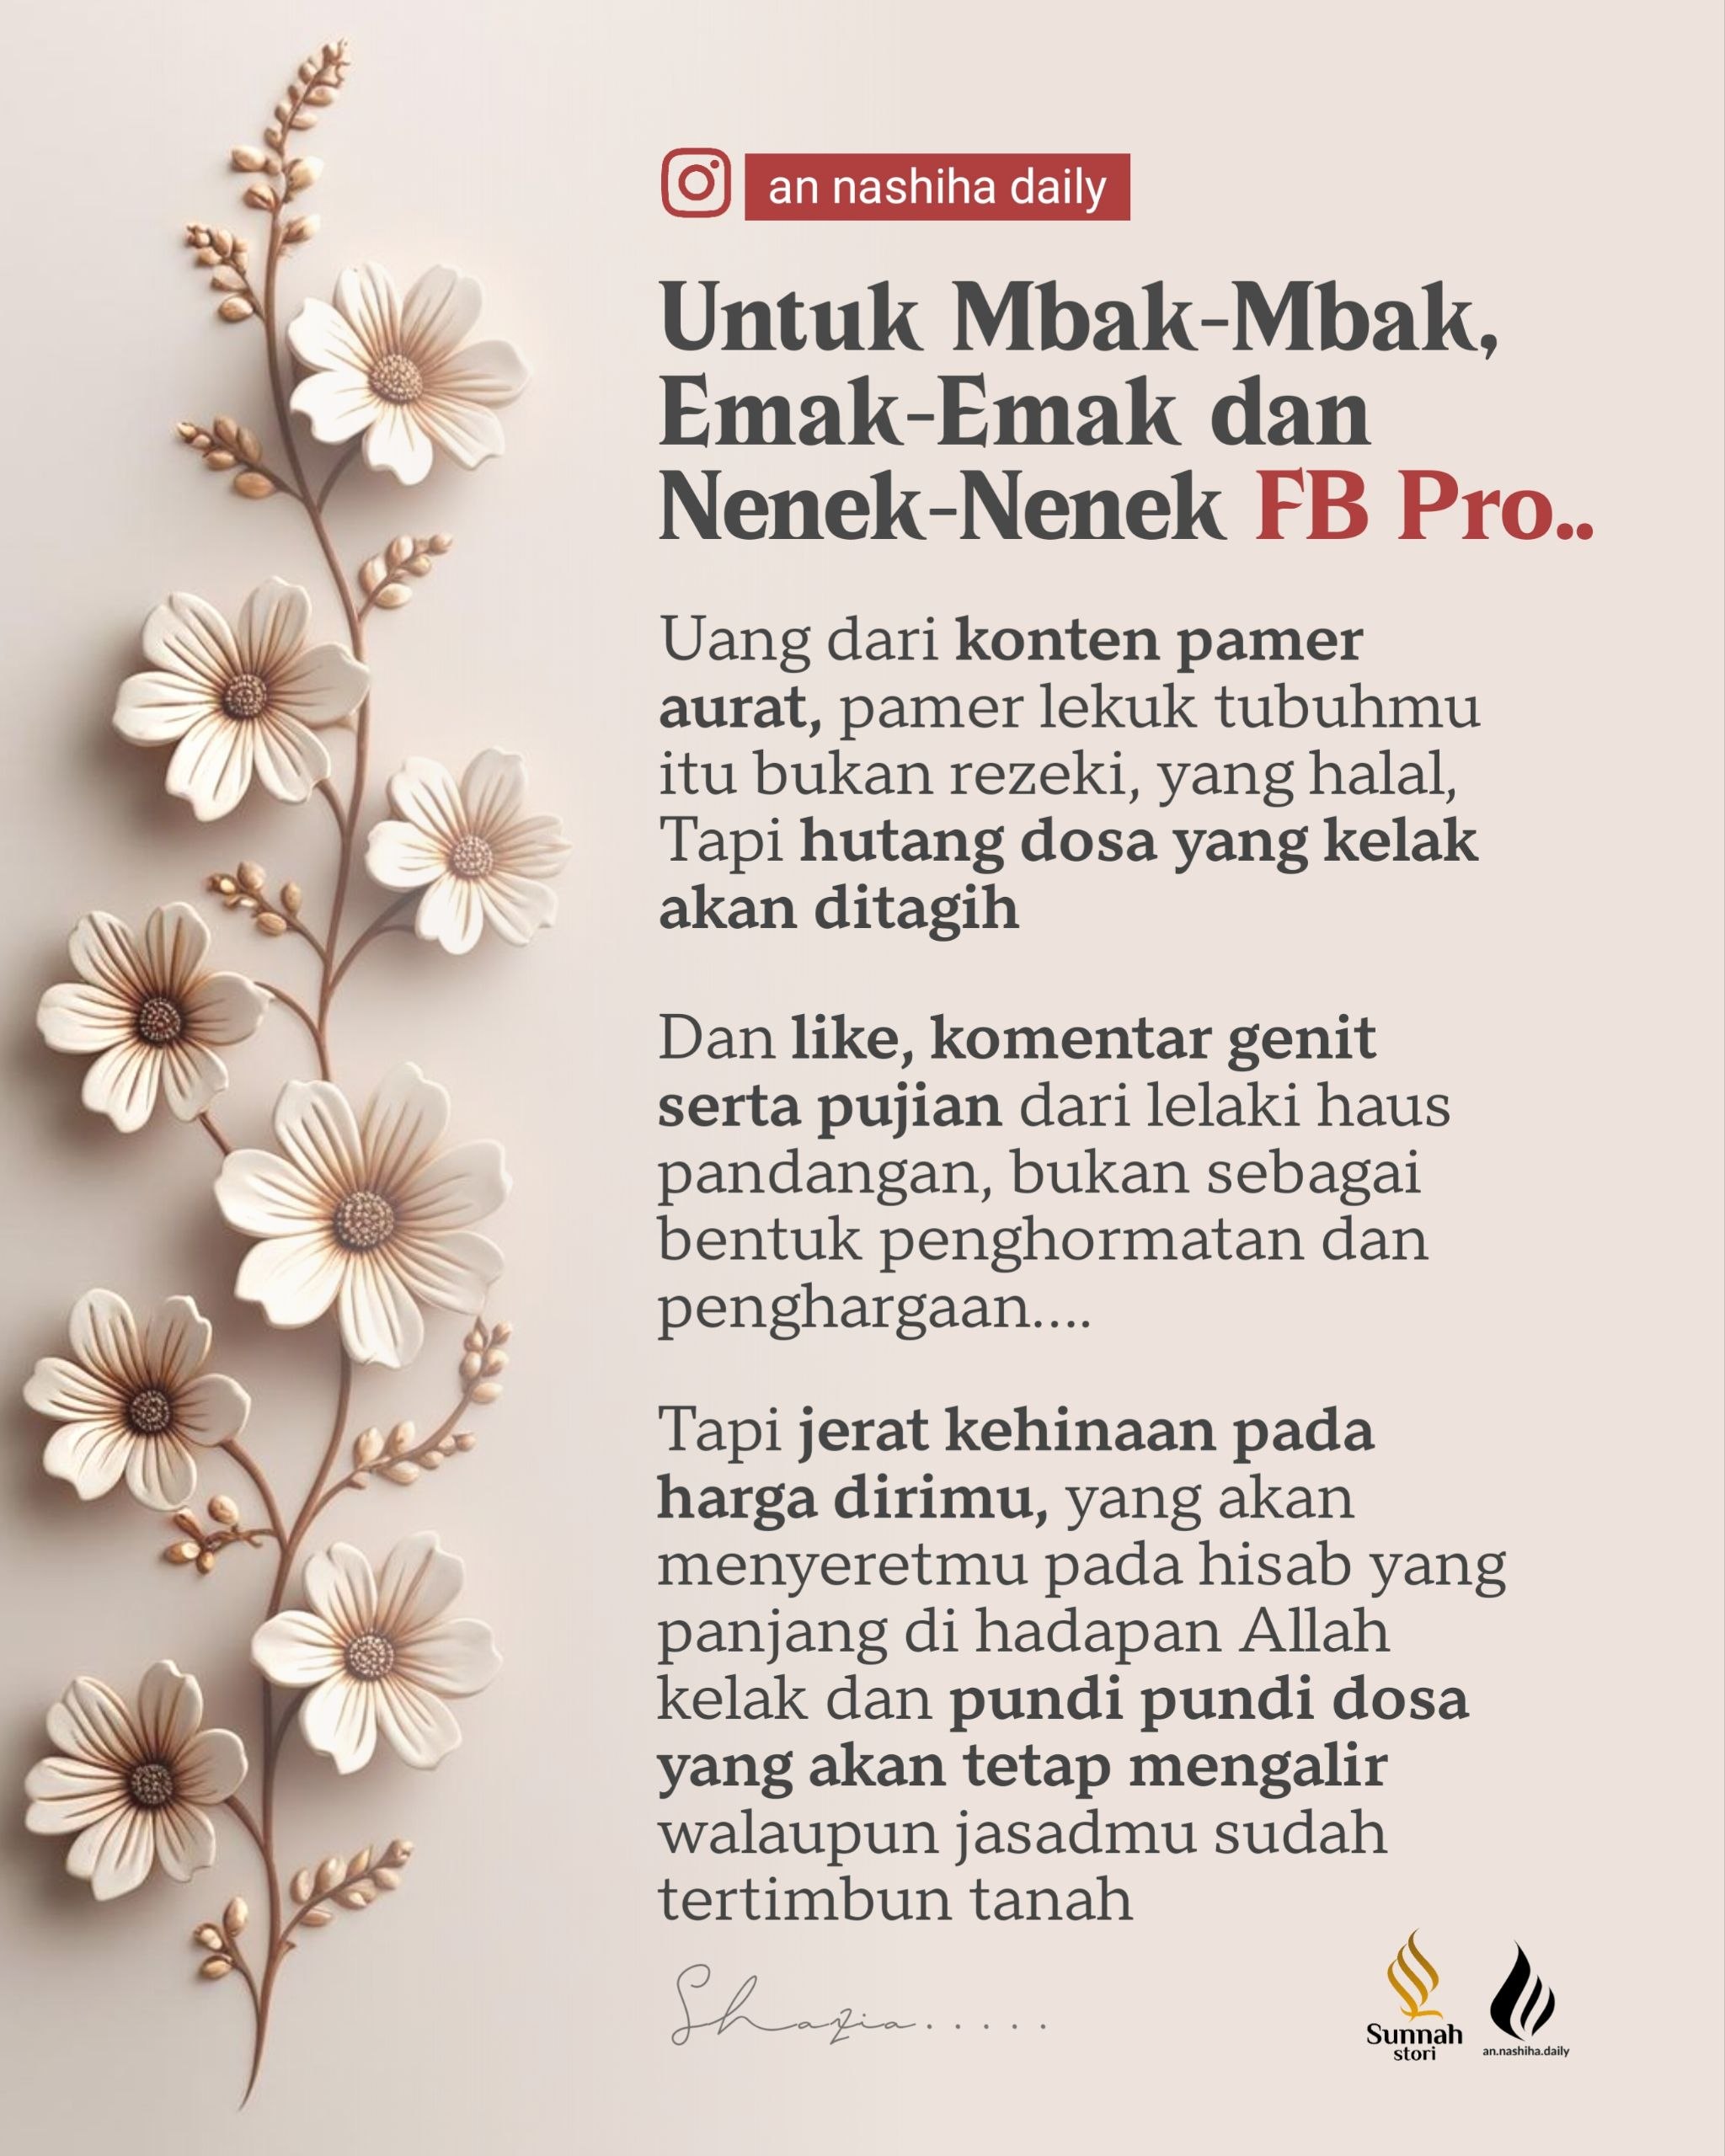 an nashiha daily
Untuk Mbak-Mbak,
Emak-Emak dan
Nenek-Nenek FB Pro..
Uang dari konten pamer
aurat, pamer lekuk tubuhmu
itu bukan rezeki, yang halal,
Tapi hutang dosa yang kelak
akan ditagih
Dan like, komentar genit
serta pujian dari lelaki haus
pandangan, bukan sebagai
bentuk penghormatan dan
penghargaan....
Tapi jerat kehinaan pada
harga dirimu, yang akan
menyeretmu pada hisab yang
panjang di hadapan Allah
kelak dan pundi pundi dosa
yang akan tetap mengalir
walaupun jasadmu sudah
tertimbun tanah
Shazia.....
Sunnah
stori
an.nashiha.daily